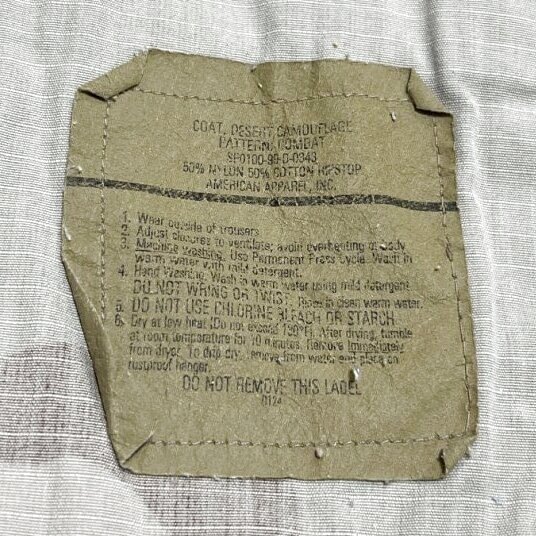 COAT, DESERT CAMOUFLAGE
PATTERN: COMBAT
SPO100-99-D-0343
50% NYLON 50% COTTON RIPSTOP
AMERICAN APPAREL, INC.
1. Wear outside of trousers
2. Adjust closures to ventilate; avoid overheating of body
3. Machine Washing. Use Permanent Press Cycle. Wash in
warm water with mild detergent.
4. Hand Washing. Wash in warm water using mild detergent.
DO NOT WRING OR TWIST. Rinse in clean warm water.
5. DO NOT USE CHLORINE BLEACH OR STARCH
6. Dry at low heat (Do not exceed 130°F). After drying, tumble
at room temperature for 10 minutes. Remove immediately
from dryer. To drip dry, remove from water and place on
rustproof hanger.
DO NOT REMOVE THIS LABEL
0124